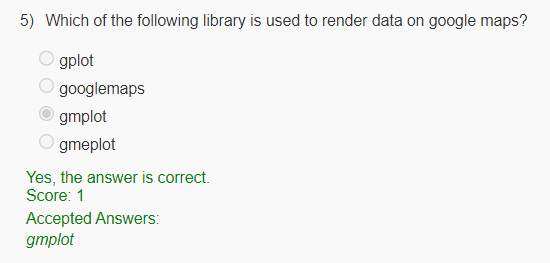 5) Which of the following library is used to render data on google maps?
gplot
googlemaps
gmplot
gmeplot
Yes, the answer is correct.
Score: 1
Accepted Answers:
gmplot